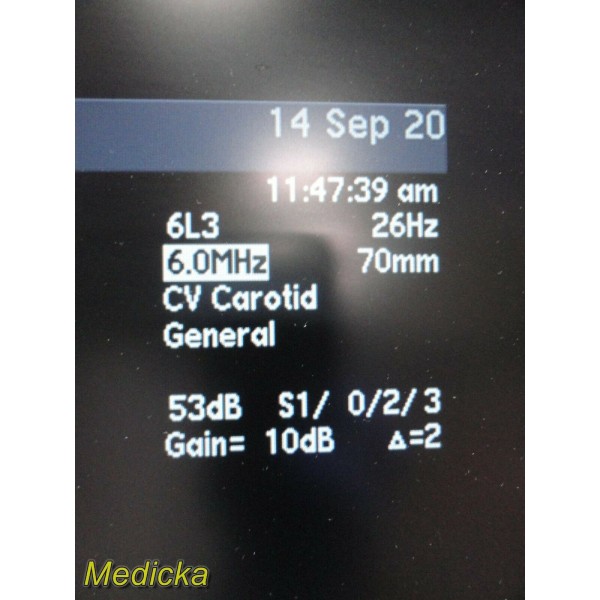 14 Sep 20
11:47:39 am
6L3 26Hz
6.0MHz 70mm
CV Carotid
General
53dB S1/ 0/2/3
Gain= 10dB ▵=2
Medicka